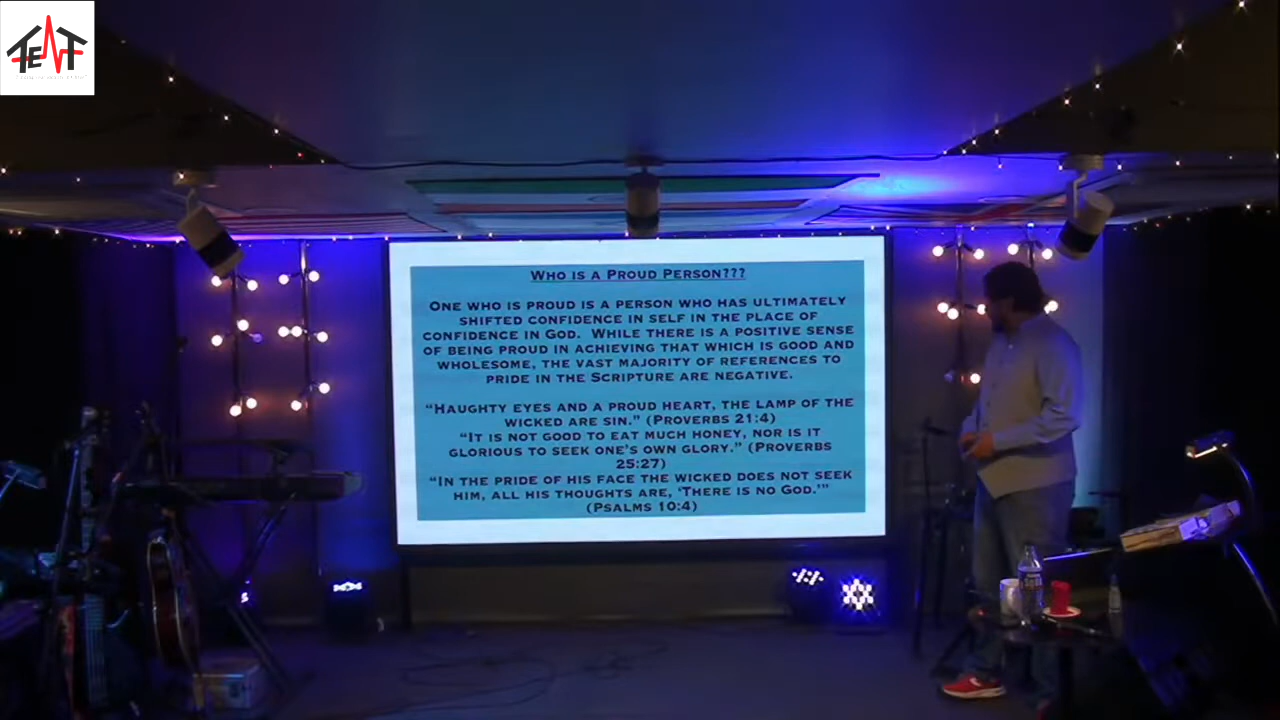 TENT
WHO IS A PROUD PERSON???
ONE WHO IS PROUD IS A PERSON WHO HAS ULTIMATELY
SHIFTED CONFIDENCE IN SELF IN THE PLACE OF
CONFIDENCE IN GOD. WHILE THERE IS A POSITIVE SENSE
OF BEING PROUD IN ACHIEVING THAT WHICH IS GOOD AND
WHOLESOME, THE VAST MAJORITY OF REFERENCES TO
PRIDE IN THE SCRIPTURE ARE NEGATIVE.
“HAUGHTY EYES AND A PROUD HEART, THE LAMP OF THE
WICKED ARE SIN.” (PROVERBS 21:4)
“IT IS NOT GOOD TO EAT MUCH HONEY, NOR IS IT
GLORIOUS TO SEEK ONE’S OWN GLORY.” (PROVERBS
25:27)
“IN THE PRIDE OF HIS FACE THE WICKED DOES NOT SEEK
HIM, ALL HIS THOUGHTS ARE, ‘THERE IS NO GOD.’”
(PSALMS 10:4)